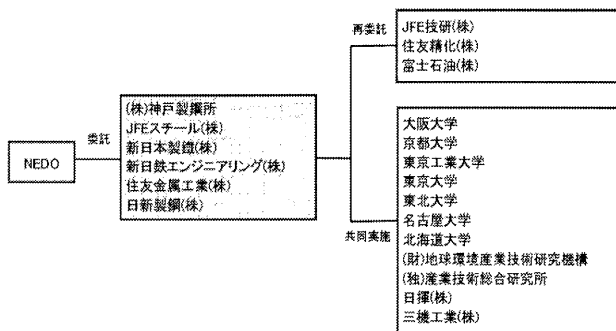 NEDO
委託
(株)神戸製鋼所
JFEスチール(株)
新日本製鐵(株)
新日鉄エンジニアリング(株)
住友金属工業(株)
日新製鋼(株)
再委託
JFE技研(株)
住友精化(株)
富士石油(株)
共同実施
大阪大学
京都大学
東京工業大学
東京大学
東北大学
名古屋大学
北海道大学
(財)地球環境産業技術研究機構
(独)産業技術総合研究所
日揮(株)
三機工業(株)